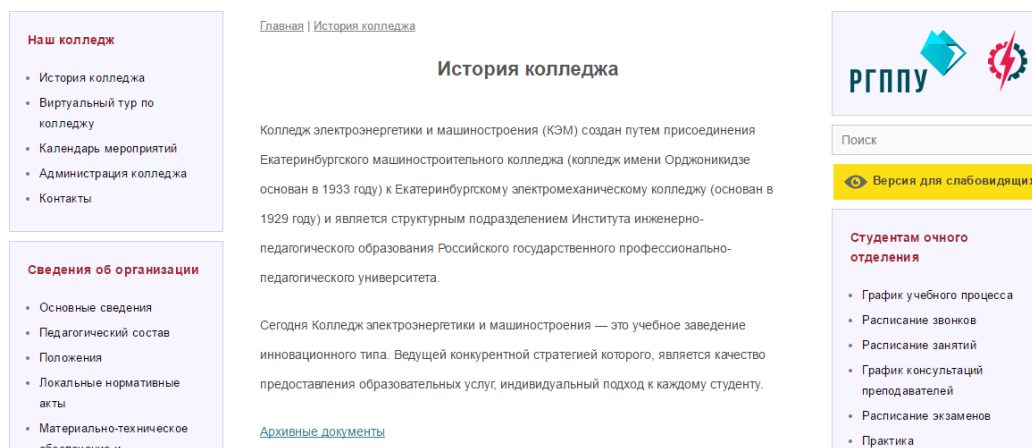 Наш колледж
История колледжа
Виртуальный тур по
колледжу
Календарь мероприятий
Администрация колледжа
Контакты
Сведения об организации
Основные сведения
Педагогический состав
Положения
Локальные нормативные
акты
Материально-техническое
Главная | История колледжа
История колледжа
Колледж электроэнергетики и машиностроения (КЭМ) создан путем присоединения
Екатеринбургского машиностроительного колледжа (колледж имени Орджоникидзе
основан в 1933 году) к Екатеринбургскому электромеханическому колледжу (основан в
1929 году) и является структурным подразделением Института инженерно-
педагогического образования Российского государственного профессионально-
педагогического университета.
Сегодня Колледж электроэнергетики и машиностроения — это учебное заведение
инновационного типа. Ведущей конкурентной стратегией которого, является качество
предоставления образовательных услуг, индивидуальный подход к каждому студенту.
Архивные документы
РГППУ
Поиск
Версия для слабовидящих
Студентам очного
отделения
График учебного процесса
Расписание звонков
Расписание занятий
График консультаций
преподавателей
Расписание экзаменов
Практика